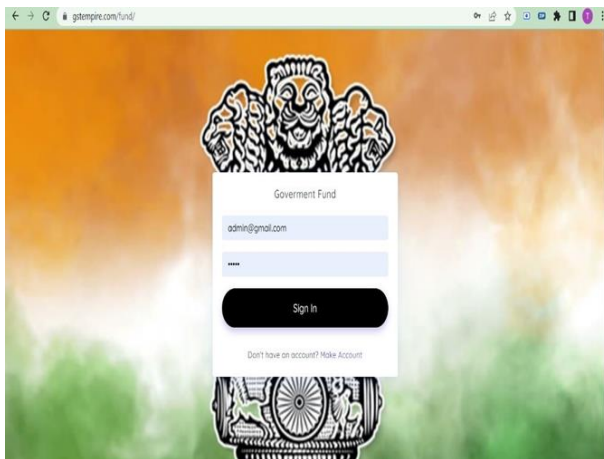 gstempire.com/fund/
Goverment Fund
admin@gmail.com
•••••
Sign In
Don't have an account? Make Account